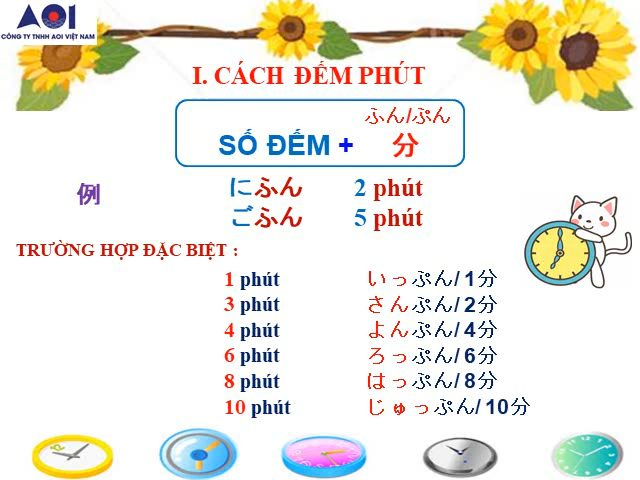 AOI
CÔNG TY TNHH AOI VIỆT NAM
I. CÁCH ĐẾM PHÚT
ふん/ぷん
SỐ ĐẾM + 分
例
にふん 2 phút
ごふん 5 phút
TRƯỜNG HỢP ĐẶC BIỆT :
1 phút いっぷん/ 1分
3 phút さんぷん/ 2分
4 phút よんぷん/ 4分
6 phút ろっぷん/ 6分
8 phút はっぷん/ 8分
10 phút じゅっぷん/ 10分